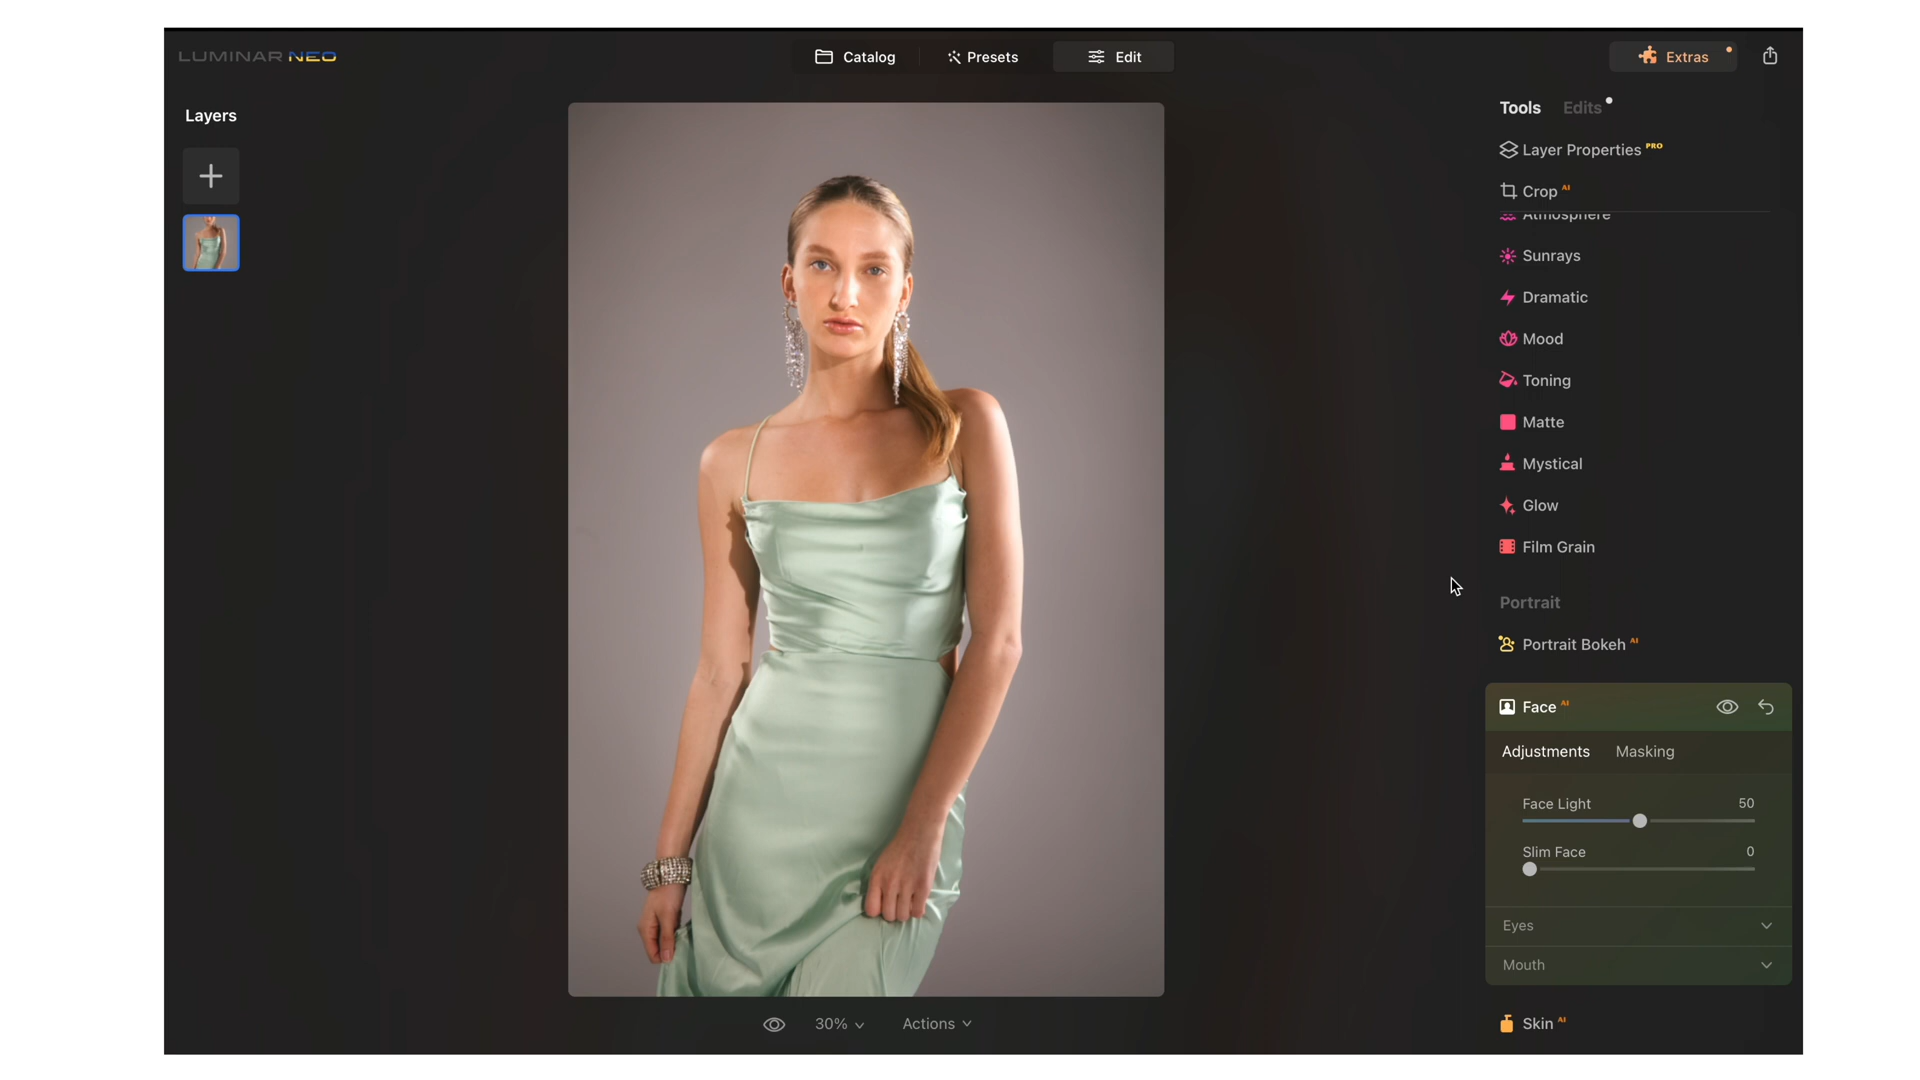 LUMINAR NEO
Catalog
Presets
Edit
Extras
Layers
Tools
Edits
Layer Properties PRO
Crop AI
Atmosphere
Sunrays
Dramatic
Mood
Toning
Matte
Mystical
Glow
Film Grain
Portrait
Portrait Bokeh AI
Face AI
Adjustments
Masking
Face Light
50
Slim Face
0
Eyes
Mouth
Skin AI
30%
Actions